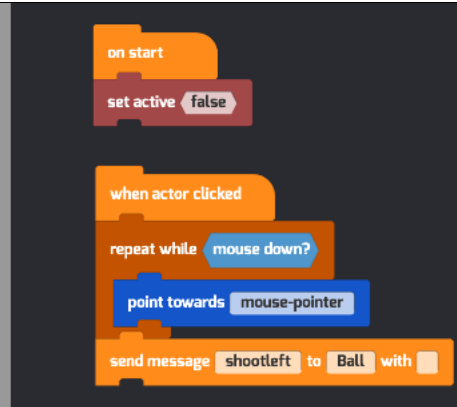 on start
set active false
when actor clicked
repeat while mouse down?
point towards mouse-pointer
send message shootleft to Ball with